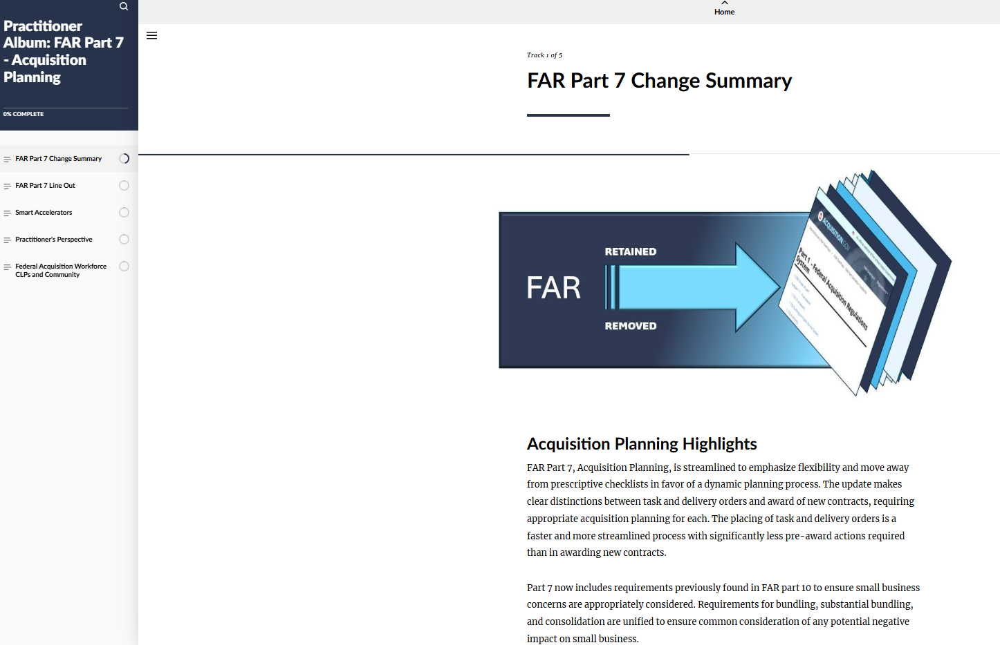 Practitioner
Album: FAR Part 7
- Acquisition
Planning
0% COMPLETE
FAR Part 7 Change Summary
FAR Part 7 Line Out
Smart Accelerators
Practitioner's Perspective
Federal Acquisition Workforce
CLPs and Community
Home
Track 1 of 5
FAR Part 7 Change Summary
FAR
RETAINED
REMOVED
ACQUISITION.GOV
Part 1 - Federal Acquisition Regulations
System
Acquisition Planning Highlights
FAR Part 7, Acquisition Planning, is streamlined to emphasize flexibility and move away
from prescriptive checklists in favor of a dynamic planning process. The update makes
clear distinctions between task and delivery orders and award of new contracts, requiring
appropriate acquisition planning for each. The placing of task and delivery orders is a
faster and more streamlined process with significantly less pre-award actions required
than in awarding new contracts.
Part 7 now includes requirements previously found in FAR part 10 to ensure small business
concerns are appropriately considered. Requirements for bundling, substantial bundling,
and consolidation are unified to ensure common consideration of any potential negative
impact on small business.